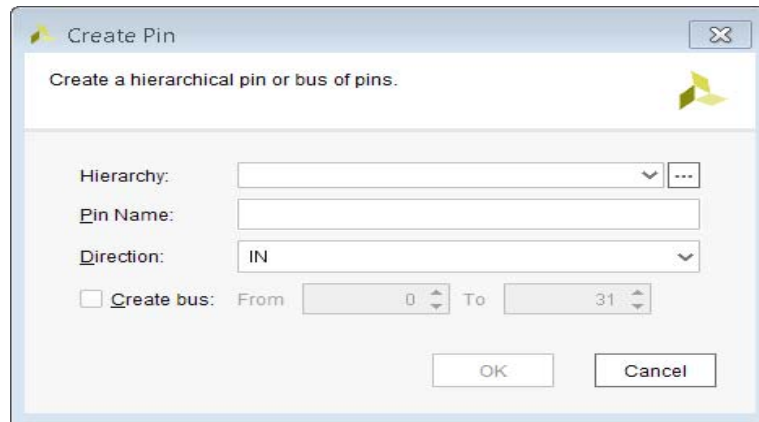 Create Pin
Create a hierarchical pin or bus of pins.
Hierarchy:
Pin Name:
Direction: IN
Create bus: From 0 To 31
OK Cancel